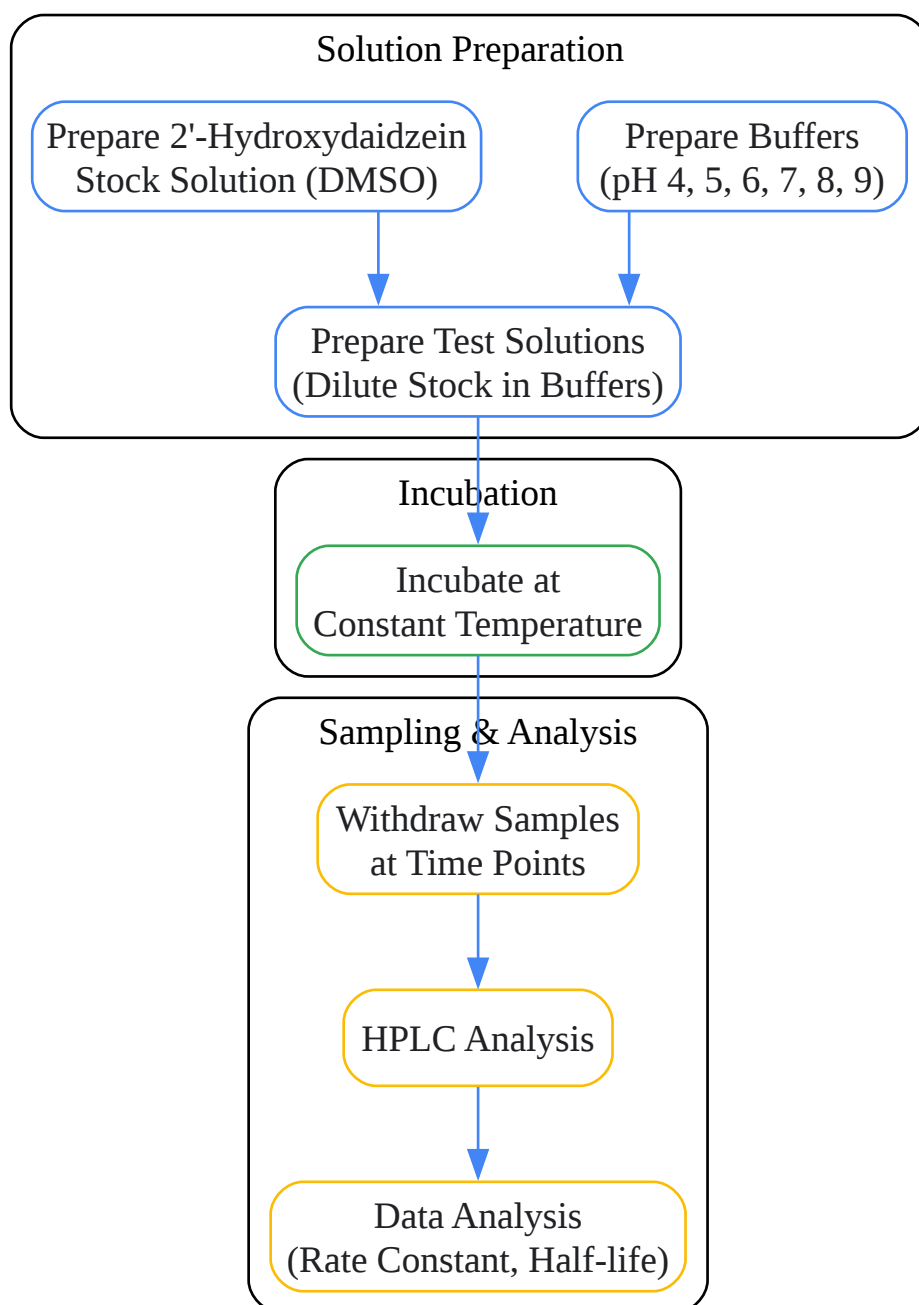 Solution Preparation
Prepare 2'-Hydroxydaidzein
Stock Solution (DMSO)
Prepare Buffers
(pH 4, 5, 6, 7, 8, 9)
Prepare Test Solutions
(Dilute Stock in Buffers)
Incubation
Incubate at
Constant Temperature
Sampling & Analysis
Withdraw Samples
at Time Points
HPLC Analysis
Data Analysis
(Rate Constant, Half-life)